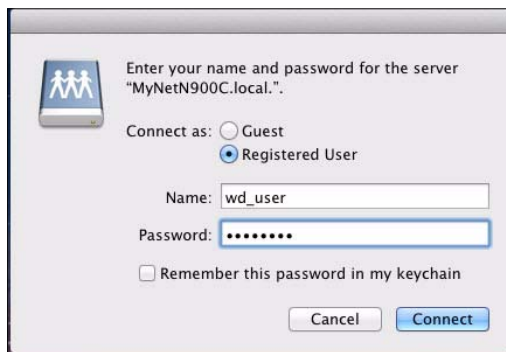 Enter your name and password for the server
“MyNetN900C.local.”.
Connect as: Guest
Registered User
Name: wd_user
Password: ••••••••
Remember this password in my keychain
Cancel Connect